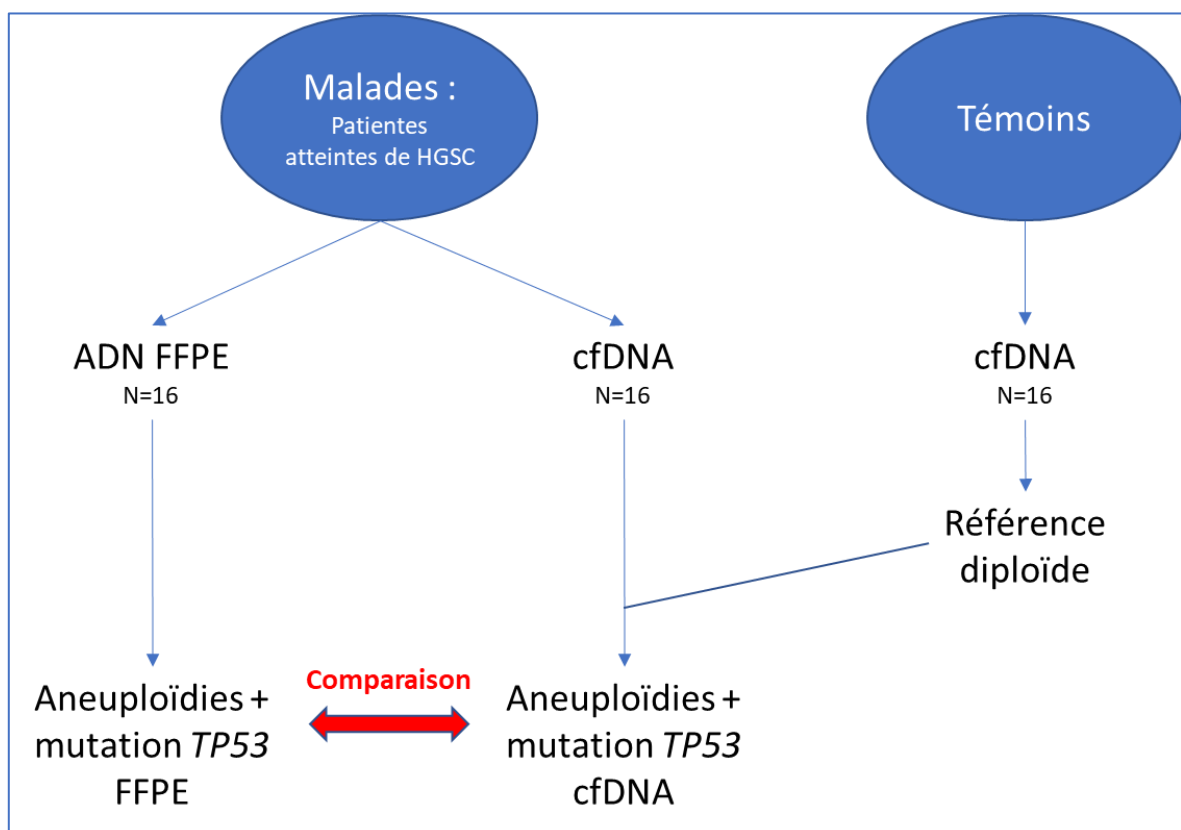 Malades :
Patientes
atteintes de HGSC
Témoins
ADN FFPE
N=16
cfDNA
N=16
cfDNA
N=16
Référence
diploïde
Aneuploïdies +
mutation TP53
FFPE
Comparaison
Aneuploïdies +
mutation TP53
cfDNA